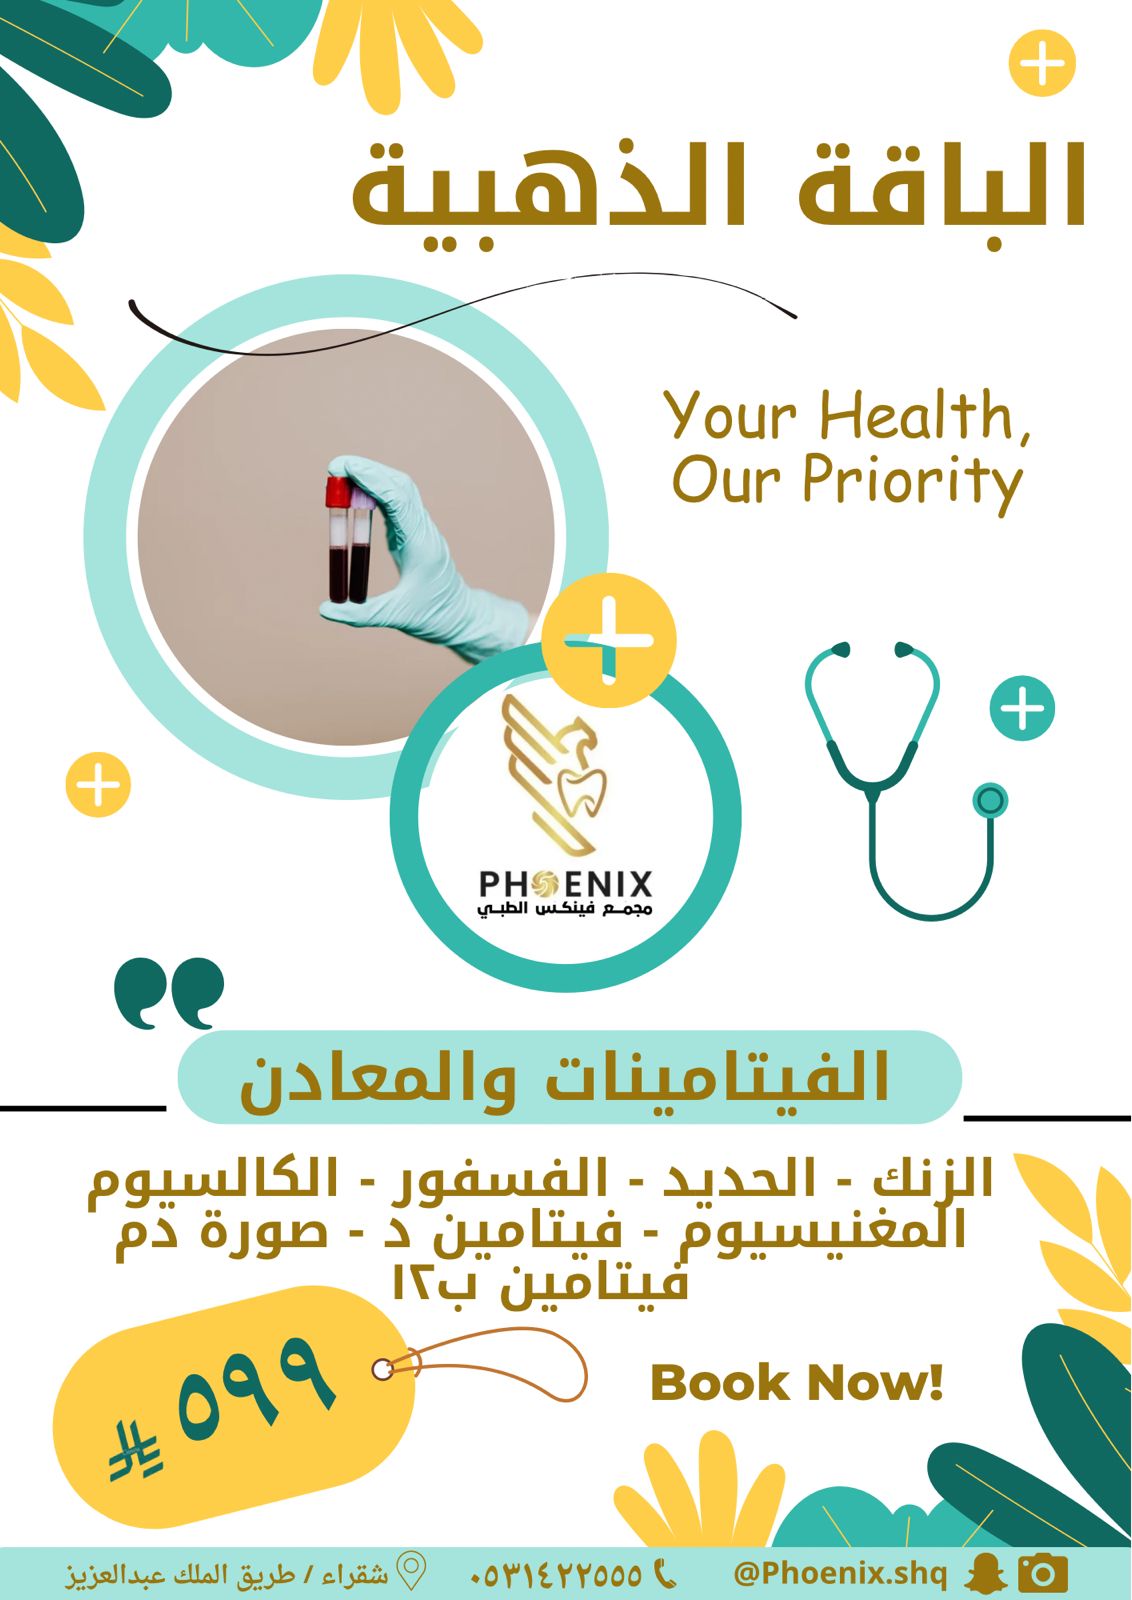 الباقة الذهبية
Your Health,
Our Priority
PHOENIX
مجمع فينكس الطبي
الفيتامينات والمعادن
الزنك - الحديد - الفسفور - الكالسيوم
المغنيسيوم - فيتامين د - صورة دم
فيتامين ب١٢
٥٩٩
Book Now!
@Phoenix.shq
٠٥٣١٤٢٢٥٥٥
شقراء / طريق الملك عبدالعزيز